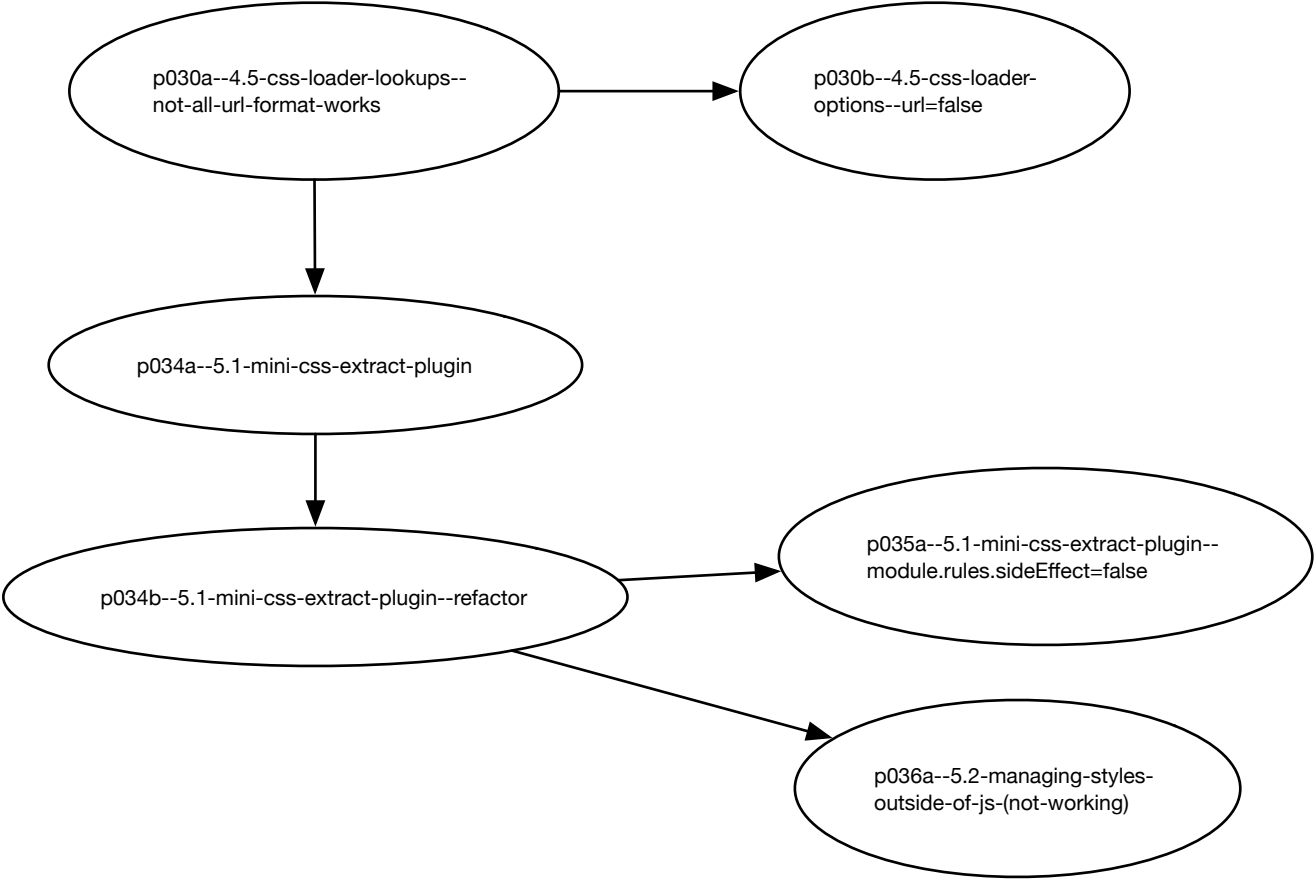 p030a--4.5-css-loader-lookups--
not-all-url-format-works
p030b--4.5-css-loader-
options--url=false
p034a--5.1-mini-css-extract-plugin
p034b--5.1-mini-css-extract-plugin--refactor
p035a--5.1-mini-css-extract-plugin--
module.rules.sideEffect=false
p036a--5.2-managing-styles-
outside-of-js-(not-working)